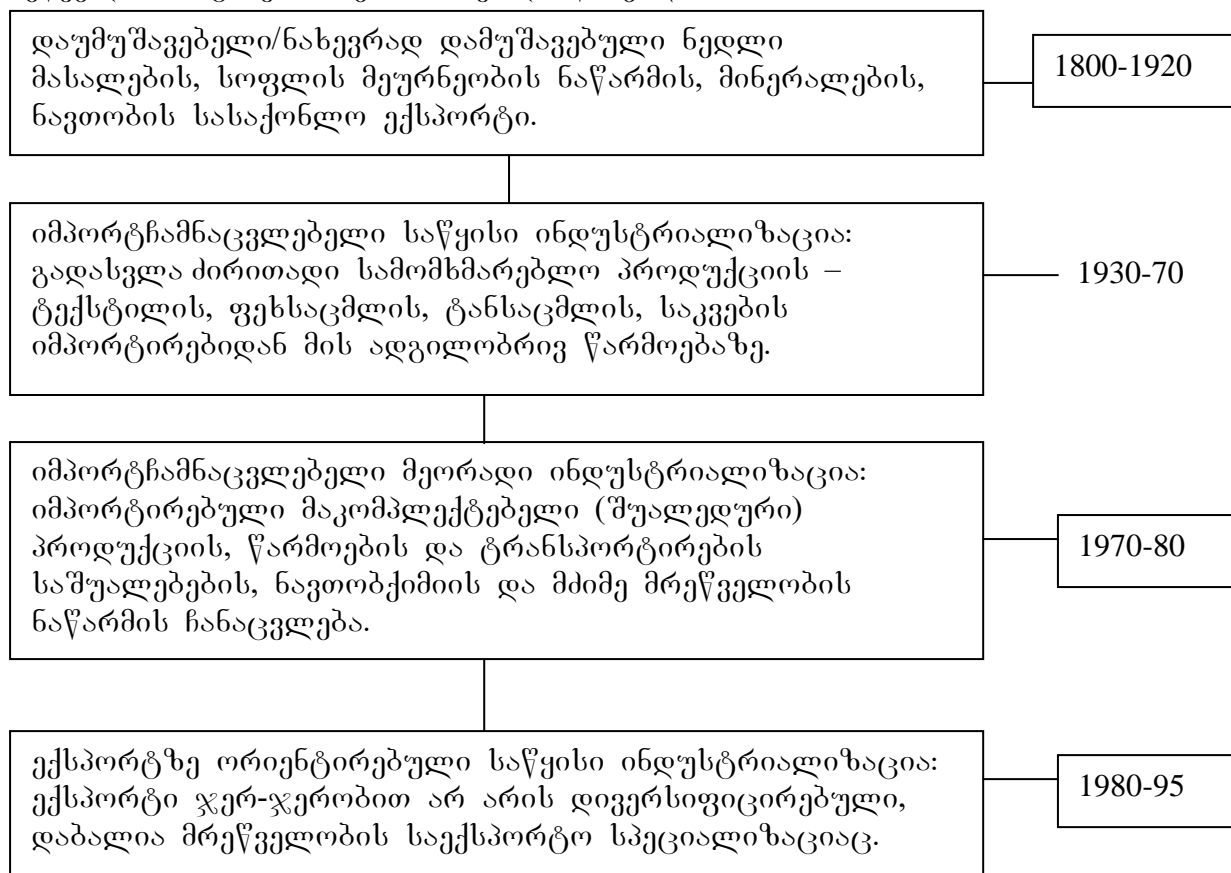 დაუმუშავებელი/ნახევრად დამუშავებული ნედლი
მასალების, სოფლის მეურნეობის ნაწარმის, მინერალების,
ნავთობის სასაქონლო ექსპორტი.
1800-1920
იმპორტჩამნაცვლებელი საწყისი ინდუსტრიალიზაცია:
გადასვლა ძირითადი სამომხმარებლო პროდუქციის –
ტექსტილის, ფეხსაცმლის, ტანსაცმლის, საკვების
იმპორტირებიდან მის ადგილობრივ წარმოებაზე.
1930-70
იმპორტჩამნაცვლებელი მეორადი ინდუსტრიალიზაცია:
იმპორტირებული მაკომპლექტებელი (შუალედური)
პროდუქციის, წარმოების და ტრანსპორტირების
საშუალებების, ნავთობქიმიის და მძიმე მრეწველობის
ნაწარმის ჩანაცვლება.
1970-80
ექსპორტზე ორიენტირებული საწყისი ინდუსტრიალიზაცია:
ექსპორტი ჯერ-ჯერობით არ არის დივერსიფიცირებული,
დაბალია მრეწველობის საექსპორტო სპეციალიზაციაც.
1980-95